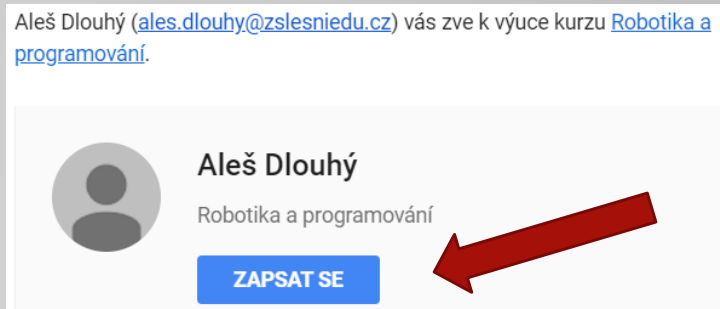 Aleš Dlouhý (ales.dlouhy@zslesniedu.cz) vás zve k výuce kurzu Robotika a
programování.
Aleš Dlouhý
Robotika a programování
ZAPSAT SE